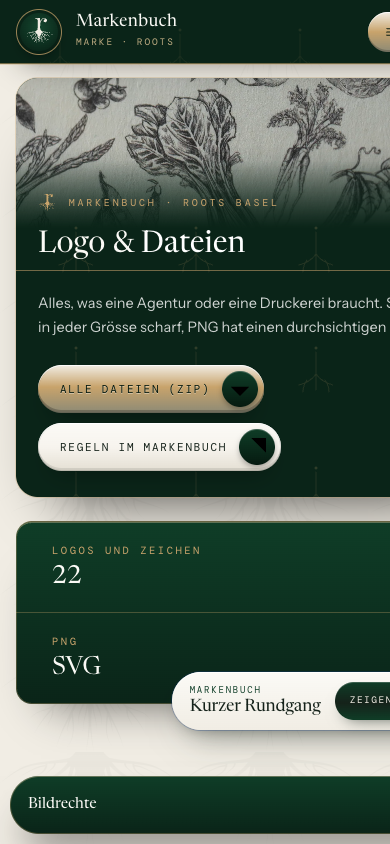 r
Markenbuch
MARKE · ROOTS
MARKENBUCH · ROOTS BASEL
Logo & Dateien
Alles, was eine Agentur oder eine Druckerei braucht.
in jeder Grösse scharf, PNG hat einen durchsichtigen
ALLE DATEIEN (ZIP)
REGELN IM MARKENBUCH
LOGOS UND ZEICHEN
22
PNG
SVG
MARKENBUCH
Kurzer Rundgang
ZEIGEN
Bildrechte